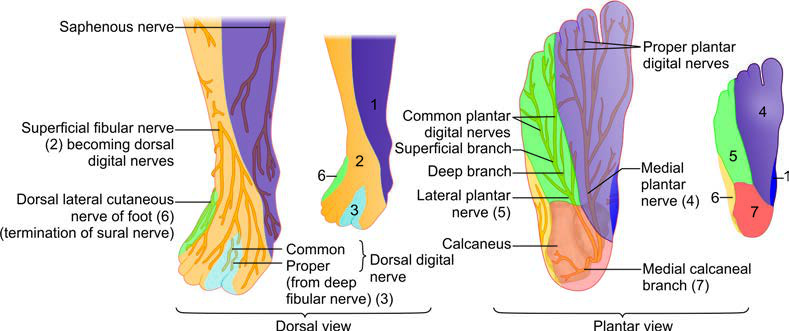 Saphenous nerve
Superficial fibular nerve
(2) becoming dorsal
digital nerves
Dorsal lateral cutaneous
nerve of foot (6)
(termination of sural nerve)
1
2
6
3
Common
Proper
(from deep
fibular nerve) (3)
Dorsal digital
nerve
Dorsal view
Proper plantar
digital nerves
Common plantar
digital nerves
Superficial branch
Deep branch
Lateral plantar
nerve (5)
Calcaneus
Medial
plantar
nerve (4)
Medial calcaneal
branch (7)
4
5
1
6
7
Plantar view